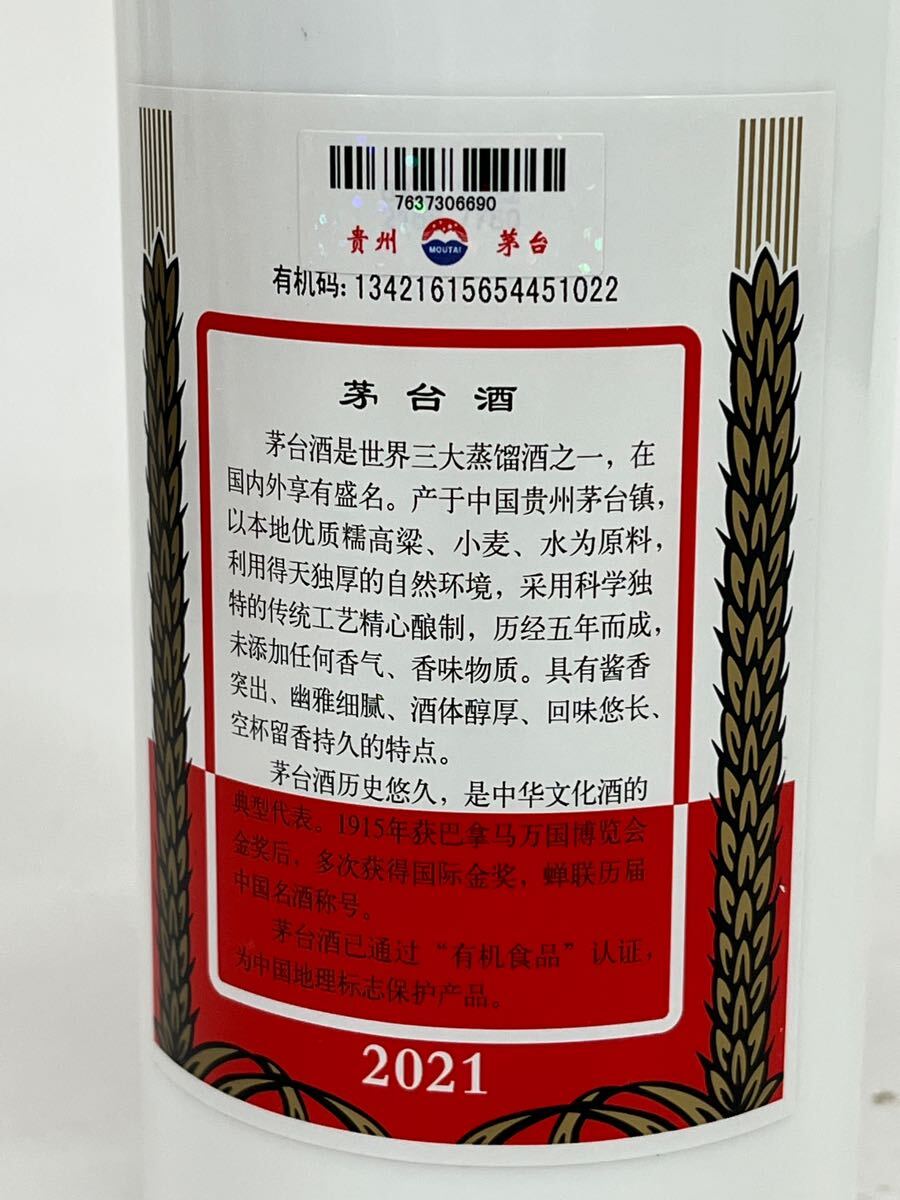 7637306690
贵州 MOUTAI 茅台
有机码:13421615654451022
茅台酒
茅台酒是世界三大蒸馏酒之一，在
国内外享有盛名。产于中国贵州茅台镇，
以本地优质糯高粱、小麦、水为原料，
利用得天独厚的自然环境，采用科学独
特的传统工艺精心酿制，历经五年而成，
未添加任何香气、香味物质。具有酱香
突出、幽雅细腻、酒体醇厚、回味悠长、
空杯留香持久的特点。
茅台酒历史悠久，是中华文化酒的
典型代表。1915年获巴拿马万国博览会
金奖后，多次获得国际金奖，蝉联历届
中国名酒称号。
茅台酒已通过“有机食品”认证，
为中国地理标志保护产品。
2021